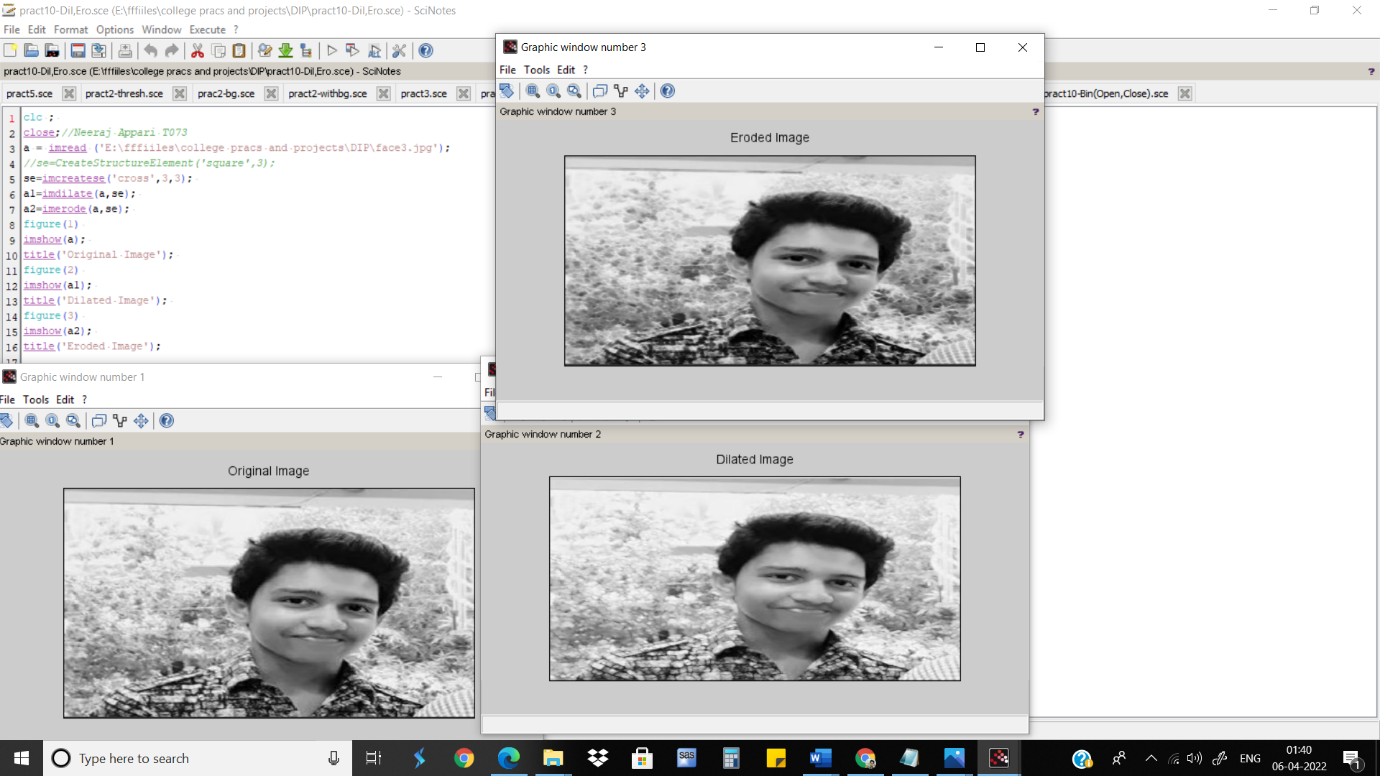 pract10-Dil,Ero.sce (E:\fffiiles\college pracs and projects\DIP\pract10-Dil,Ero.sce) - SciNotes
File Edit Format Options Window Execute ?
pract10-Dil,Ero.sce (E:\fffiiles\college pracs and projects\DIP\pract10-Dil,Ero.sce) - SciNotes
?
pract5.sce pract2-thresh.sce prac2-bg.sce pract2-withbg.sce pract3.sce pra
pract10-Bin(Open,Close).sce
1 clc ;
2 close;//Neeraj Appari T073
3 a = imread ('E:\fffiiles\college pracs and projects\DIP\face3.jpg');
4 //se=CreateStructureElement('square',3);
5 se=imcreatese('cross',3,3);
6 a1=imdilate(a,se);
7 a2=imerode(a,se);
8 figure(1)
9 imshow(a);
10 title('Original Image');
11 figure(2)
12 imshow(a1);
13 title('Dilated Image');
14 figure(3)
15 imshow(a2);
16 title('Eroded Image');
17
Graphic window number 3
File Tools Edit ?
Graphic window number 3 ?
Eroded Image
Graphic window number 1
File Tools Edit ?
Graphic window number 1
Original Image
Fil
Graphic window number 2 ?
Dilated Image
Type here to search
sas
W
ENG
01:40
06-04-2022
1